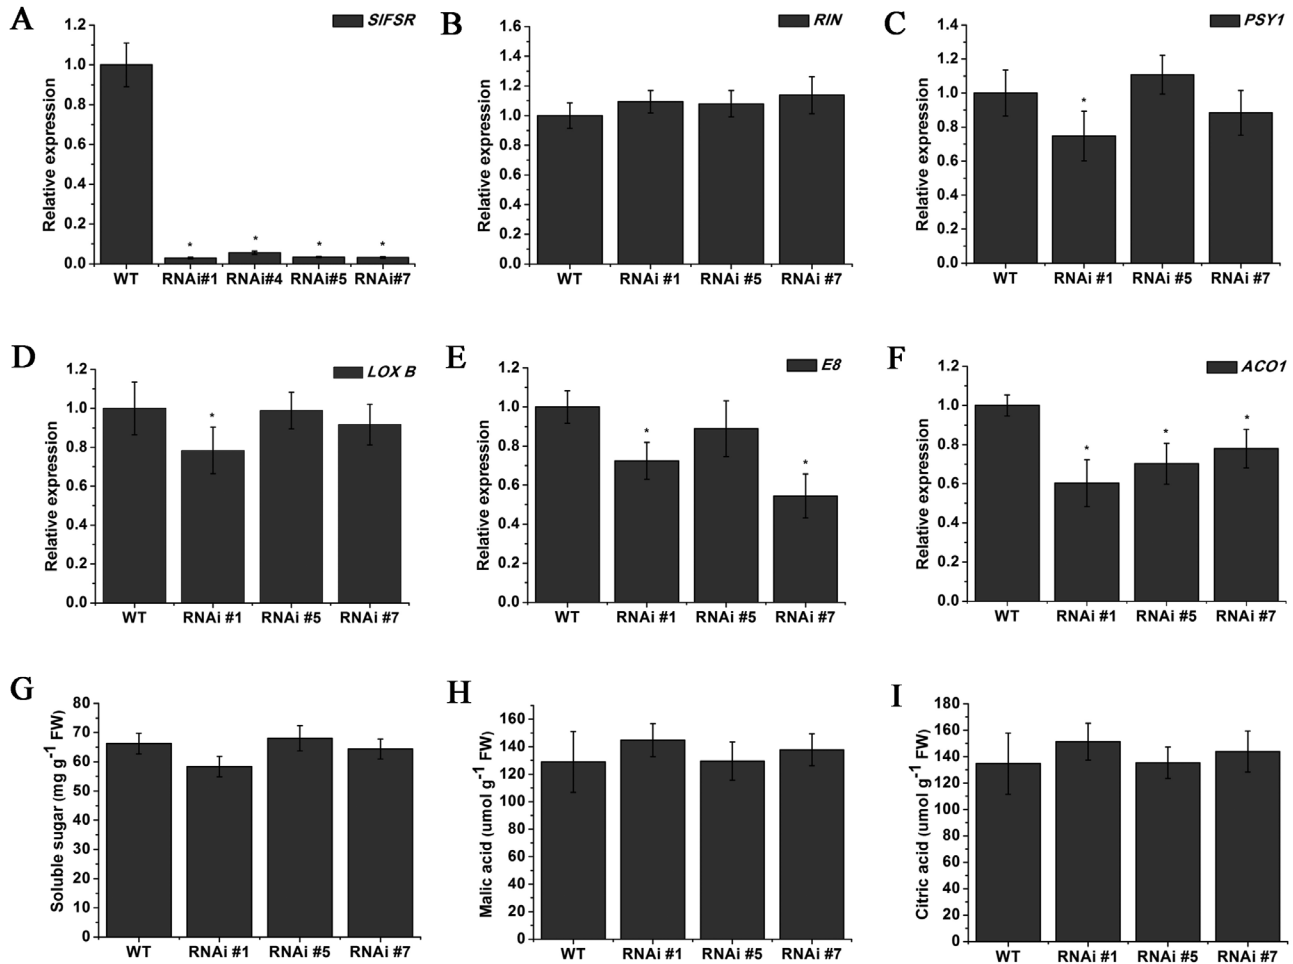 A
SlFSR
1.2
1.0
0.8
0.6
0.4
0.2
0.0
Relative expression
* * * *
WT RNAi#1 RNAi#4 RNAi#5 RNAi#7
B
RIN
1.6
1.4
1.2
1.0
0.8
0.6
0.4
0.2
0.0
Relative expression
WT RNAi #1 RNAi #5 RNAi #7
C
PSY1
1.4
1.2
1.0
0.8
0.6
0.4
0.2
0.0
Relative expression
*
WT RNAi #1 RNAi #5 RNAi #7
D
LOX B
1.2
1.0
0.8
0.6
0.4
0.2
0.0
Relative expression
*
WT RNAi #1 RNAi #5 RNAi #7
E
E8
1.2
1.0
0.8
0.6
0.4
0.2
0.0
Relative expression
* *
WT RNAi #1 RNAi #5 RNAi #7
F
ACO1
1.2
1.0
0.8
0.6
0.4
0.2
0.0
Relative expression
* * *
WT RNAi #1 RNAi #5 RNAi #7
G
80
70
60
50
40
30
20
10
0
Soluble sugar (mg g⁻¹ FW)
WT RNAi #1 RNAi #5 RNAi #7
H
160
140
120
100
80
60
40
20
0
Malic acid (umol g⁻¹ FW)
WT RNAi #1 RNAi #5 RNAi #7
I
180
160
140
120
100
80
60
40
20
0
Citric acid (umol g⁻¹ FW)
WT RNAi #1 RNAi #5 RNAi #7